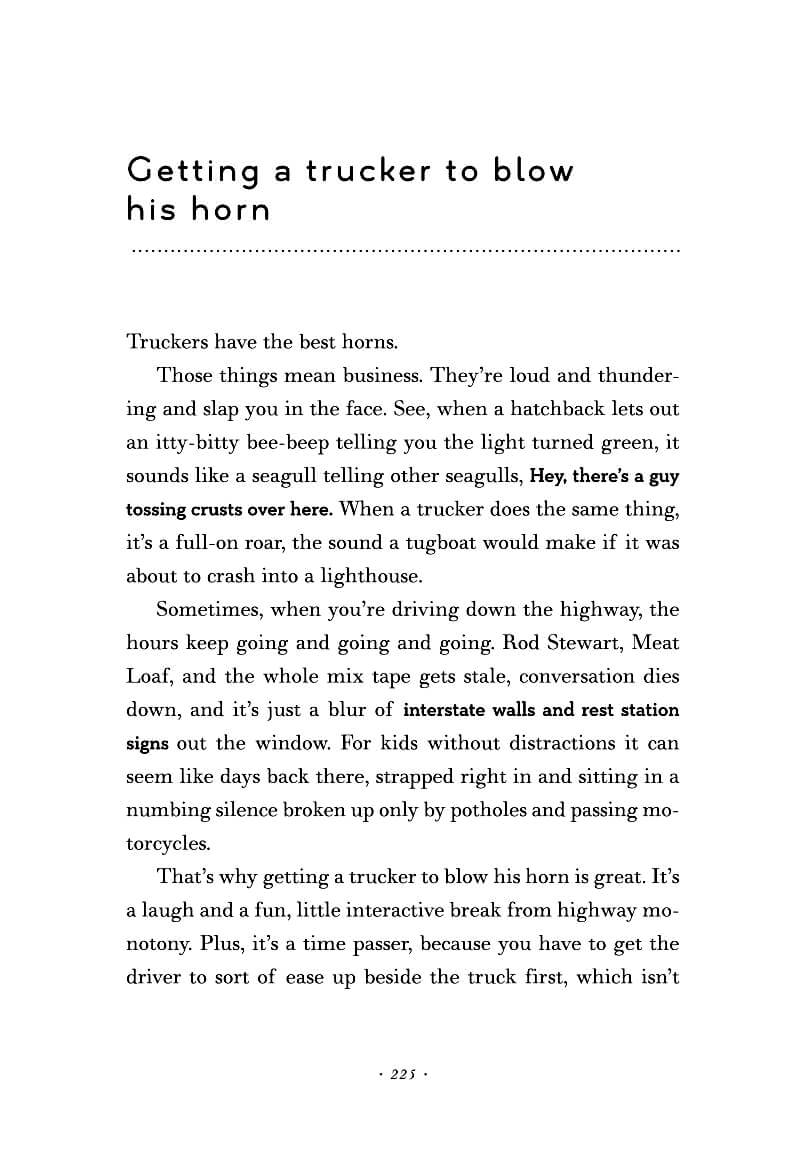 Getting a trucker to blow
his horn
Truckers have the best horns.
Those things mean business. They’re loud and thunder-
ing and slap you in the face. See, when a hatchback lets out
an itty-bitty bee-beep telling you the light turned green, it
sounds like a seagull telling other seagulls, Hey, there’s a guy
tossing crusts over here. When a trucker does the same thing,
it’s a full-on roar, the sound a tugboat would make if it was
about to crash into a lighthouse.
Sometimes, when you’re driving down the highway, the
hours keep going and going and going. Rod Stewart, Meat
Loaf, and the whole mix tape gets stale, conversation dies
down, and it’s just a blur of interstate walls and rest station
signs out the window. For kids without distractions it can
seem like days back there, strapped right in and sitting in a
numbing silence broken up only by potholes and passing mo-
torcycles.
That’s why getting a trucker to blow his horn is great. It’s
a laugh and a fun, little interactive break from highway mo-
notony. Plus, it’s a time passer, because you have to get the
driver to sort of ease up beside the truck first, which isn’t
· 225 ·